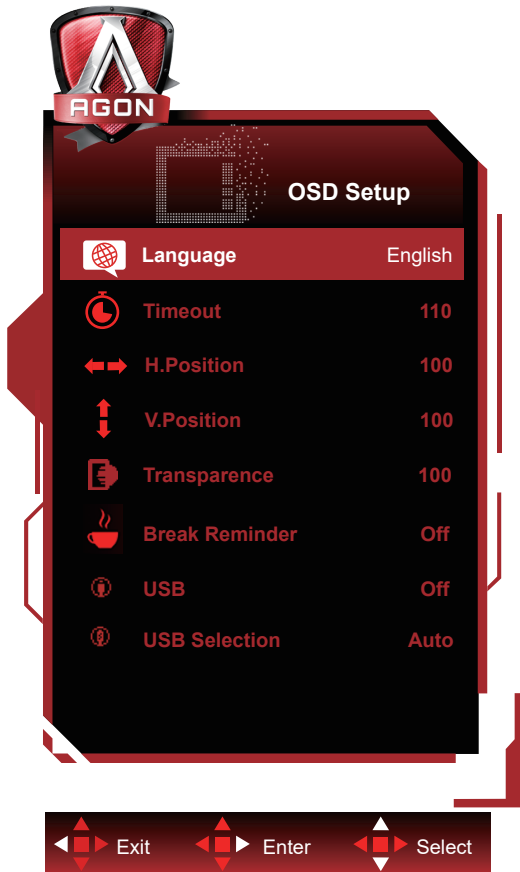 AGON
OSD Setup
Language English
Timeout 110
H.Position 100
V.Position 100
Transparence 100
Break Reminder Off
USB Off
USB Selection Auto
Exit Enter Select